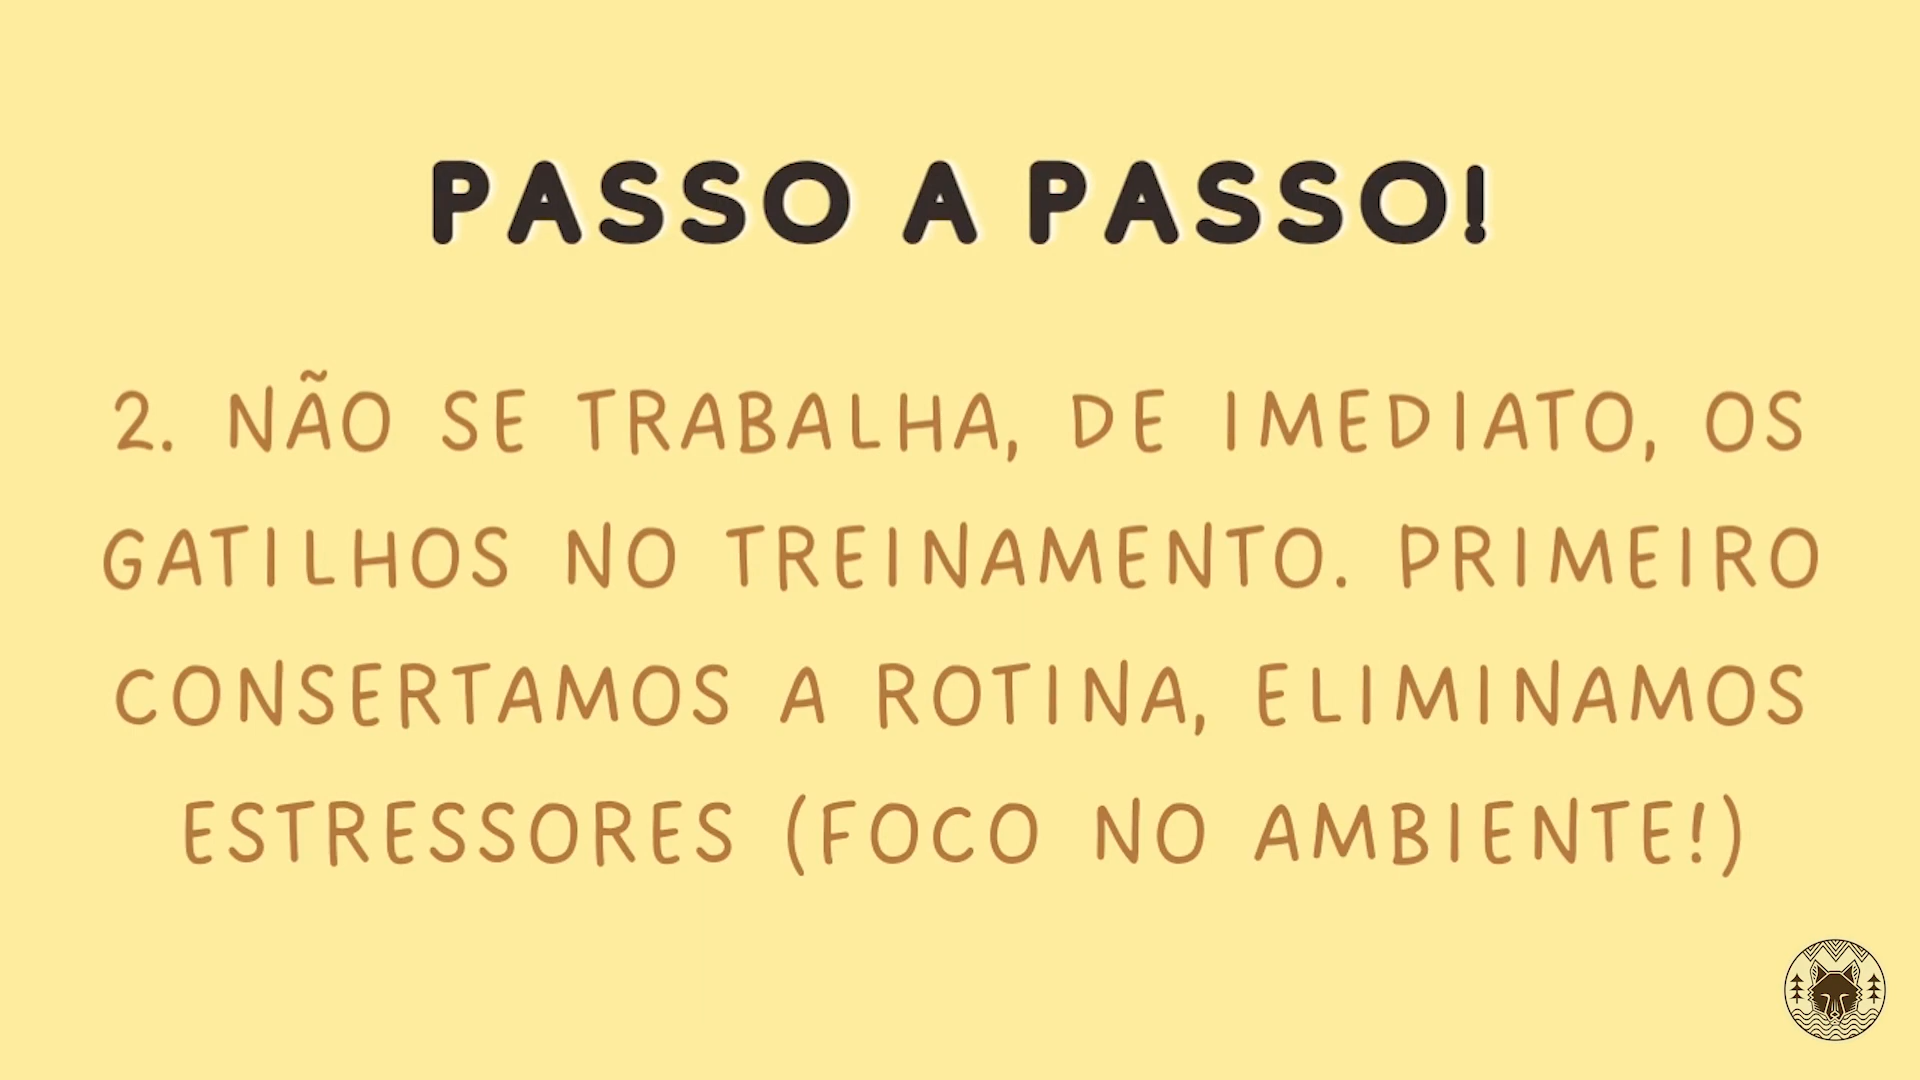 PASSO A PASSO!
2. NÃO SE TRABALHA, DE IMEDIATO, OS
GATILHOS NO TREINAMENTO. PRIMEIRO
CONSERTAMOS A ROTINA, ELIMINAMOS
ESTRESSORES (FOCO NO AMBIENTE!)